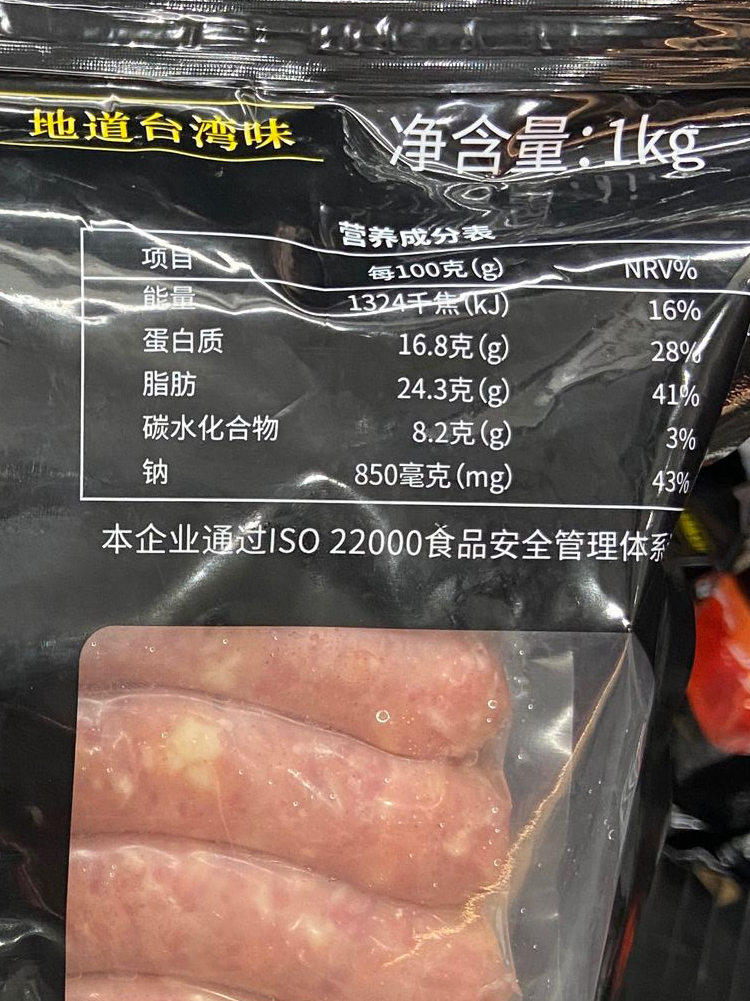 地道台湾味
净含量:1kg
营养成分表
项目 每100克(g) NRV%
能量 1324千焦(kJ) 16%
蛋白质 16.8克(g) 28%
脂肪 24.3克(g) 41%
碳水化合物 8.2克(g) 3%
钠 850毫克(mg) 43%
本企业通过ISO 22000食品安全管理体系